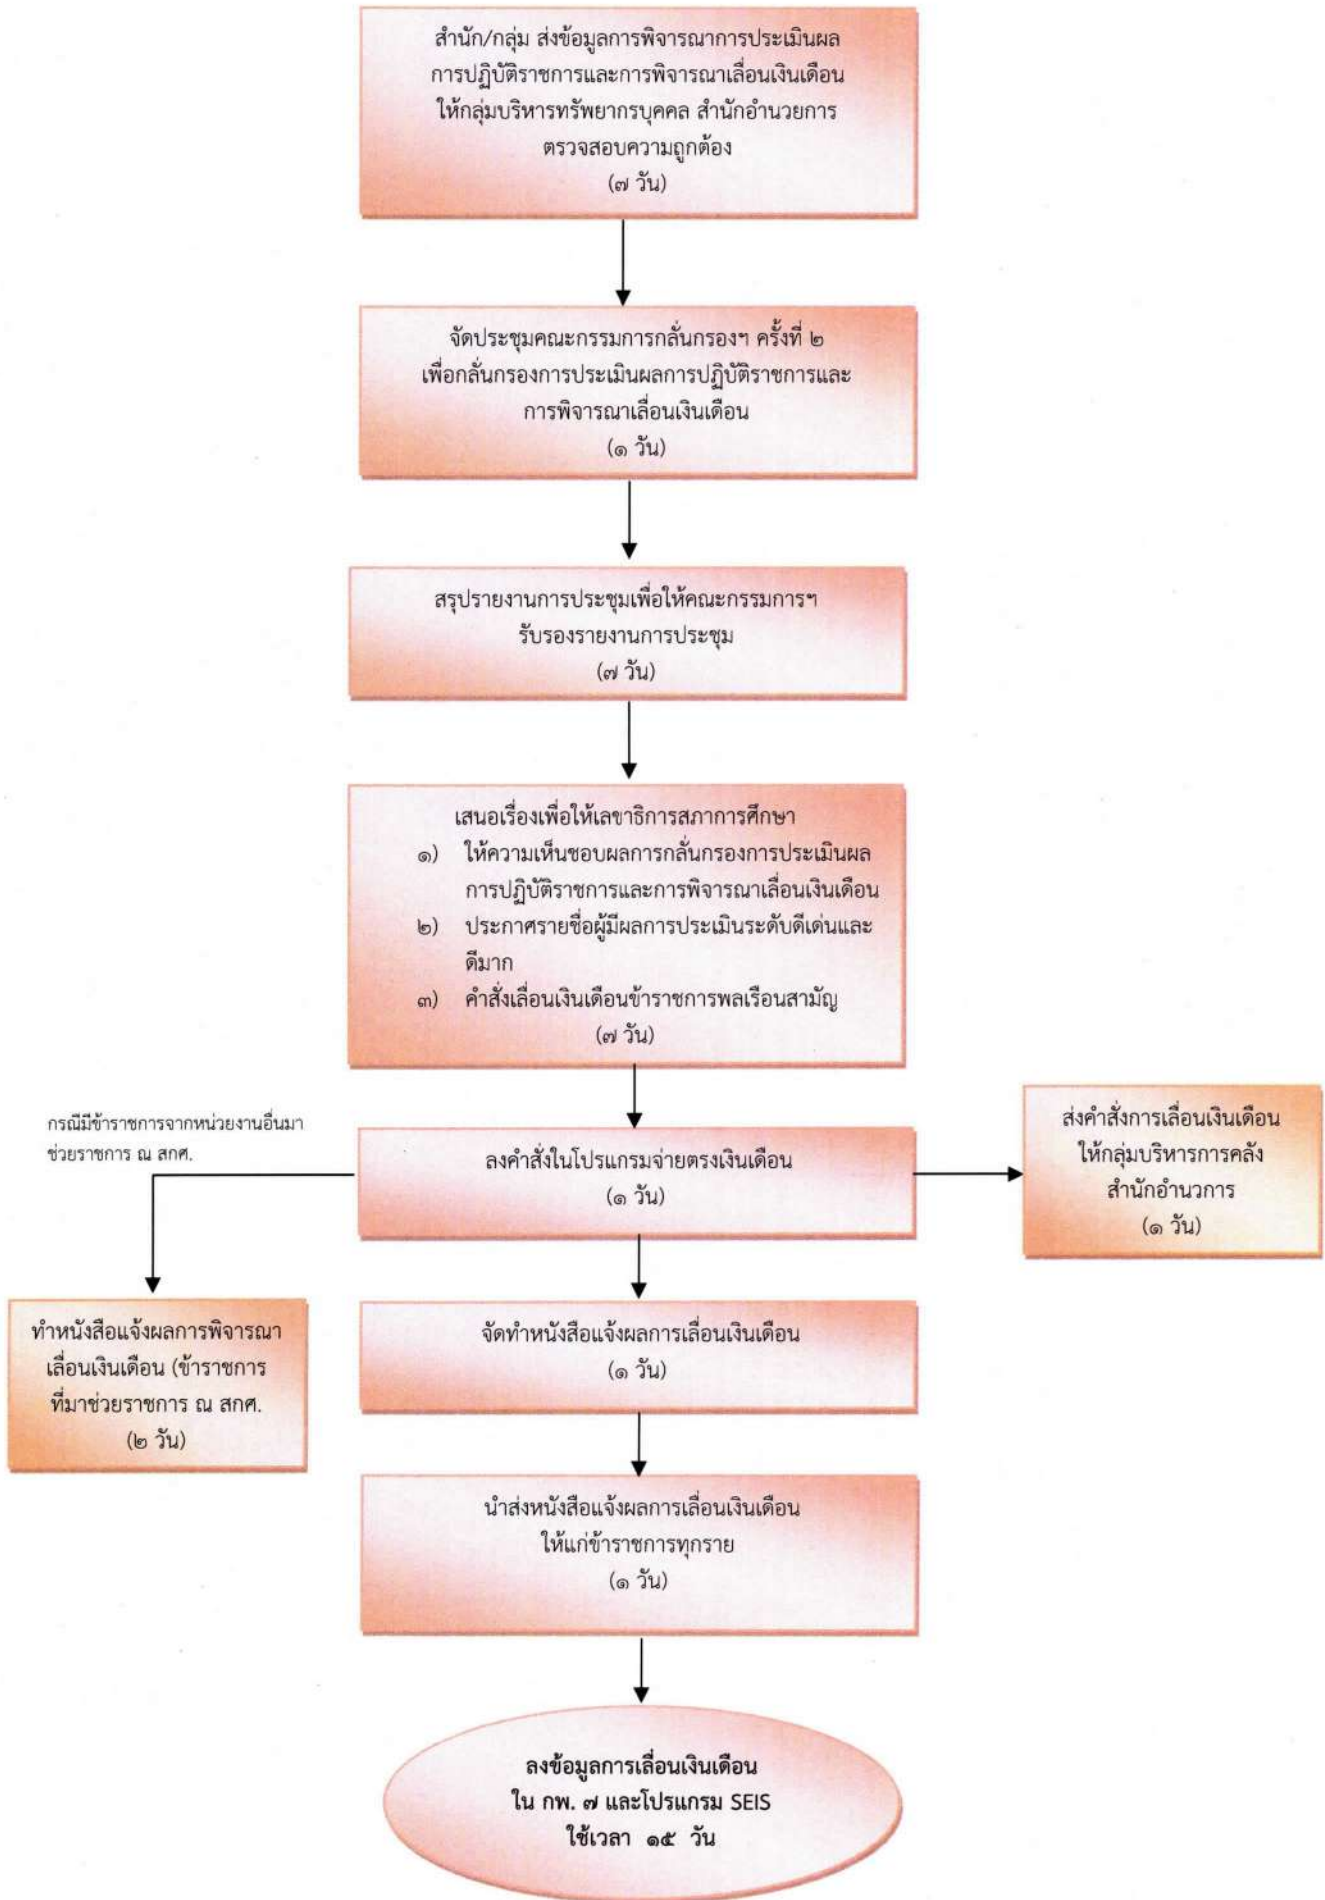 สำนัก/กลุ่ม ส่งข้อมูลการพิจารณาการประเมินผล
การปฏิบัติราชการและการพิจารณาเลื่อนเงินเดือน
ให้กลุ่มบริหารทรัพยากรบุคคล สำนักอำนวยการ
ตรวจสอบความถูกต้อง
(๗ วัน)
จัดประชุมคณะกรรมการกลั่นกรองฯ ครั้งที่ ๒
เพื่อกลั่นกรองการประเมินผลการปฏิบัติราชการและ
การพิจารณาเลื่อนเงินเดือน
(๑ วัน)
สรุปรายงานการประชุมเพื่อให้คณะกรรมการฯ
รับรองรายงานการประชุม
(๗ วัน)
เสนอเรื่องเพื่อให้เลขาธิการสภาการศึกษา
๑) ให้ความเห็นชอบผลการกลั่นกรองการประเมินผล
การปฏิบัติราชการและการพิจารณาเลื่อนเงินเดือน
๒) ประกาศรายชื่อผู้มีผลการประเมินระดับดีเด่นและ
ดีมาก
๓) คำสั่งเลื่อนเงินเดือนข้าราชการพลเรือนสามัญ
(๗ วัน)
กรณีมีข้าราชการจากหน่วยงานอื่นมา
ช่วยราชการ ณ สกศ.
ลงคำสั่งในโปรแกรมจ่ายตรงเงินเดือน
(๑ วัน)
ส่งคำสั่งการเลื่อนเงินเดือน
ให้กลุ่มบริหารการคลัง
สำนักอำนวการ
(๑ วัน)
ทำหนังสือแจ้งผลการพิจารณา
เลื่อนเงินเดือน (ข้าราชการ
ที่มาช่วยราชการ ณ สกศ.
(๒ วัน)
จัดทำหนังสือแจ้งผลการเลื่อนเงินเดือน
(๑ วัน)
นำส่งหนังสือแจ้งผลการเลื่อนเงินเดือน
ให้แก่ข้าราชการทุกราย
(๑ วัน)
ลงข้อมูลการเลื่อนเงินเดือน
ใน กพ. ๗ และโปรแกรม SEIS
ใช้เวลา ๑๕ วัน